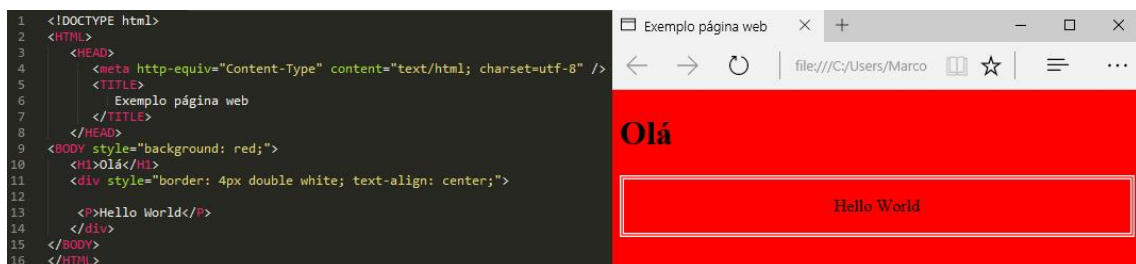 1 <!DOCTYPE html>
2 <HTML>
3 <HEAD>
4 <meta http-equiv="Content-Type" content="text/html; charset=utf-8" />
5 <TITLE>
6 Exemplo página web
7 </TITLE>
8 </HEAD>
9 <BODY style="background: red;">
10 <H1>Olá</H1>
11 <div style="border: 4px double white; text-align: center;">
12
13 <P>Hello World</P>
14 </div>
15 </BODY>
16 </HTML>
Exemplo página web
file:///C:/Users/Marco
Olá
Hello World